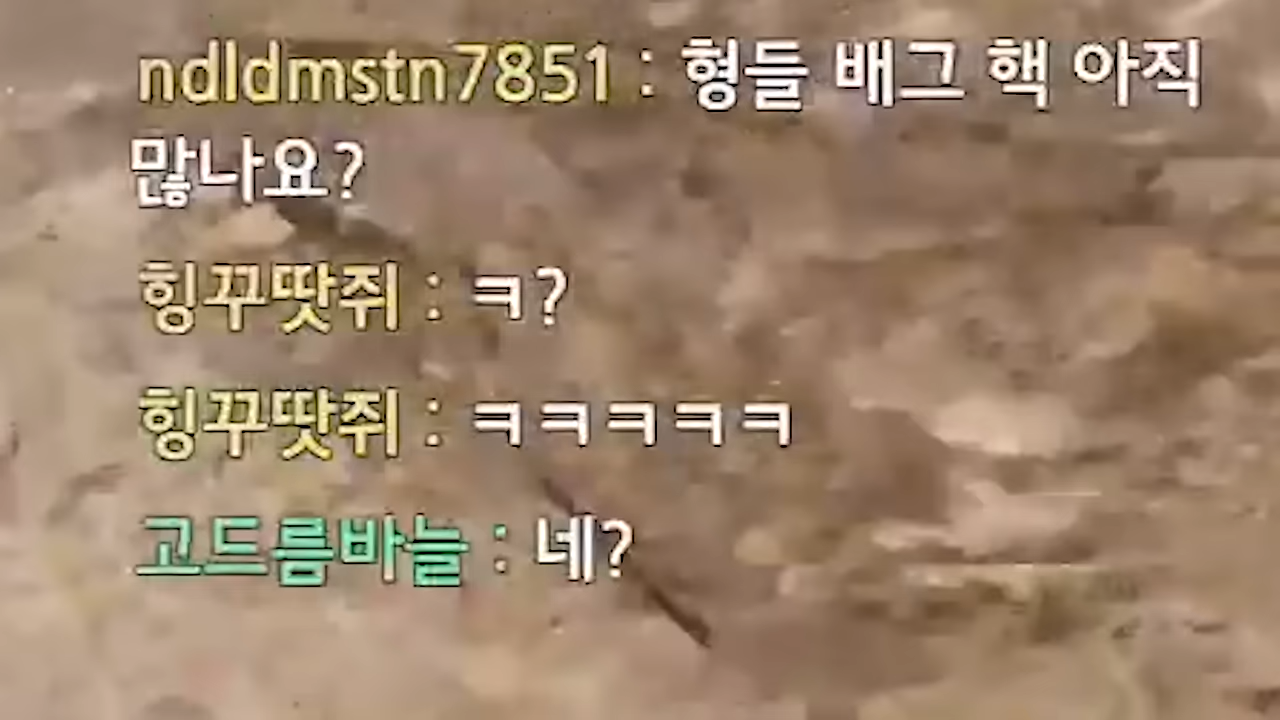 ndldmstn7851 : 형들 배그 핵 아직
많나요?
힝꾸땃쥐 : ㅋ?
힝꾸땃쥐 : ㅋㅋㅋㅋㅋ
고드름바늘 : 네?